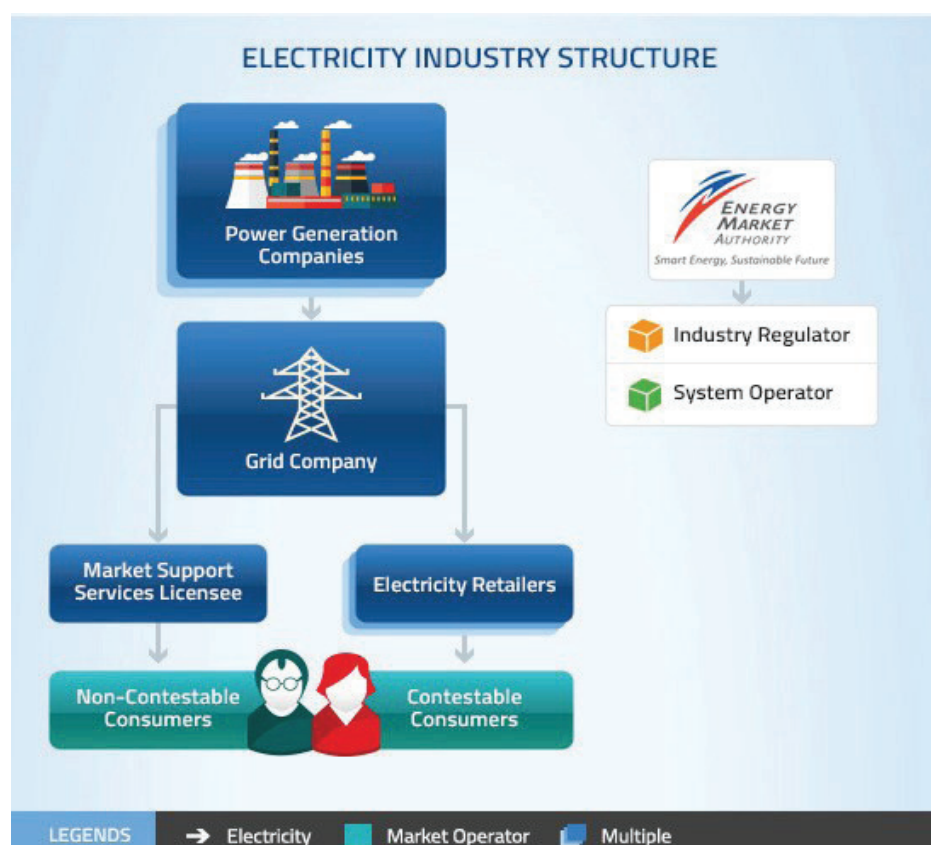 ELECTRICITY INDUSTRY STRUCTURE
Power Generation
Companies
ENERGY
MARKET
AUTHORITY
Smart Energy, Sustainable Future
Industry Regulator
System Operator
Grid Company
Market Support
Services Licensee
Electricity Retailers
Non-Contestable
Consumers
Contestable
Consumers
LEGENDS
Electricity
Market Operator
Multiple